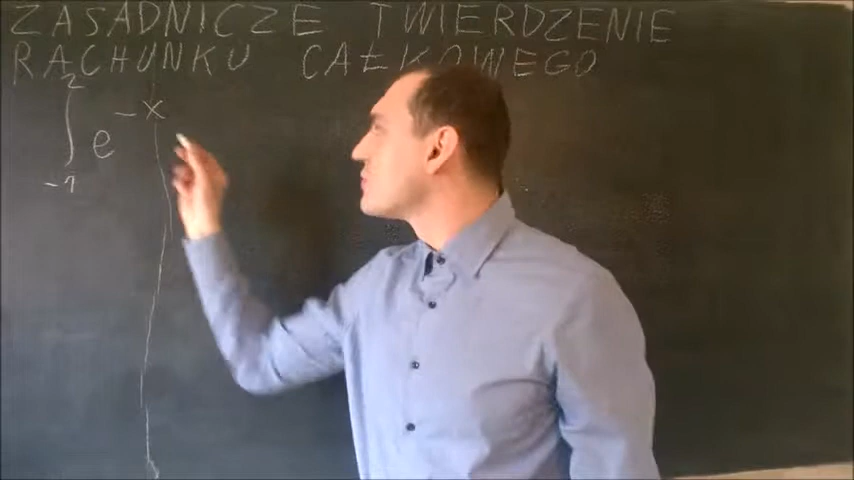 ZASADNICZE TWIERDZENIE
RACHUNKU CAŁKOWEGO
2
∫ e^-x
-1